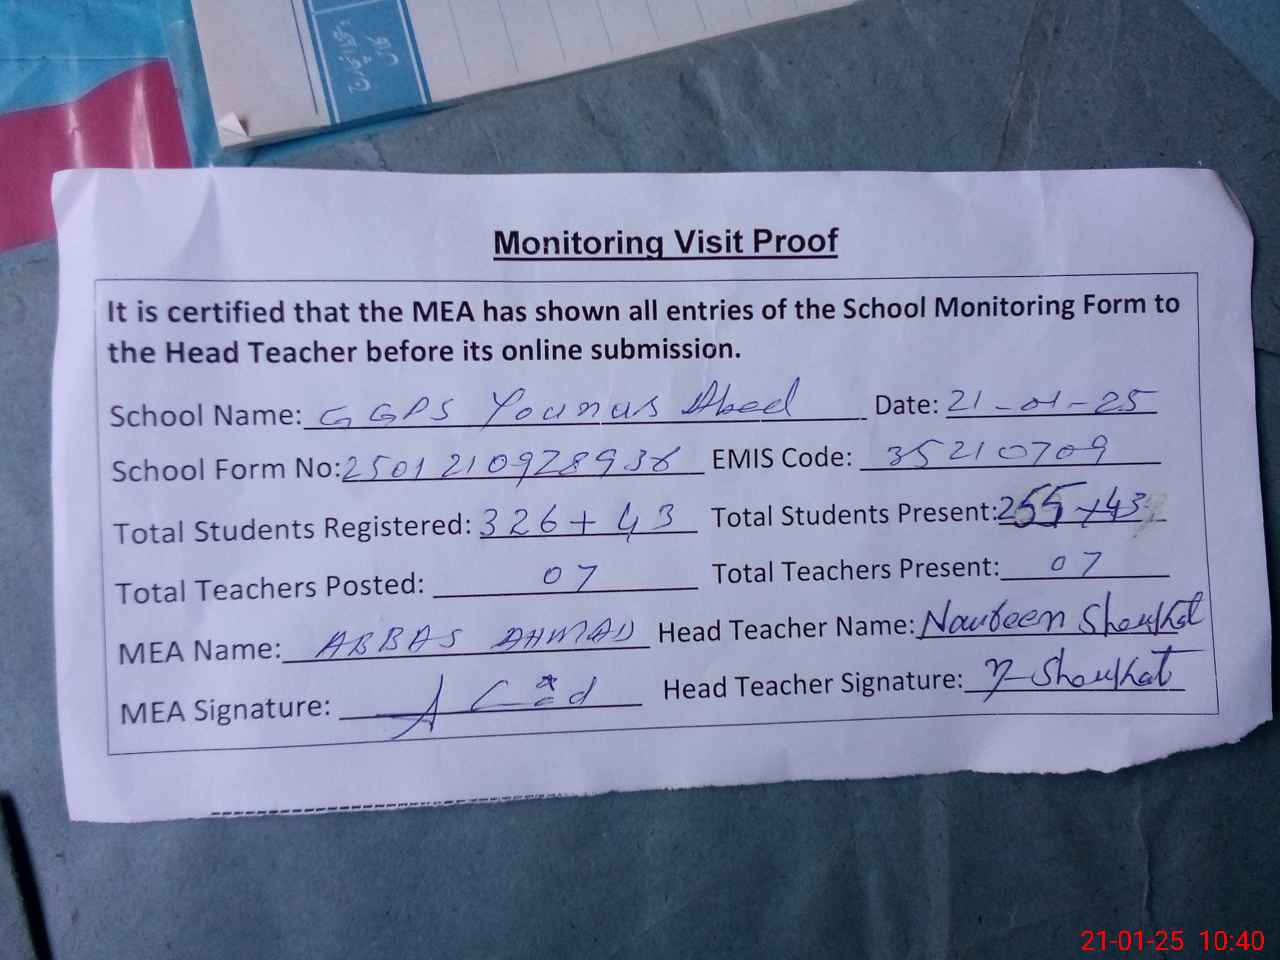 Monitoring Visit Proof
It is certified that the MEA has shown all entries of the School Monitoring Form to
the Head Teacher before its online submission.
School Name: GGPS Younus Abad Date: 21-01-25
School Form No: 2501210928936 EMIS Code: 35210709
Total Students Registered: 326+43 Total Students Present: 255+43
Total Teachers Posted: 07 Total Teachers Present: 07
MEA Name: ABBAS AHMAD Head Teacher Name: Nawbeen Shoukat
MEA Signature: Head Teacher Signature: N-Shoukat
21-01-25 10:40